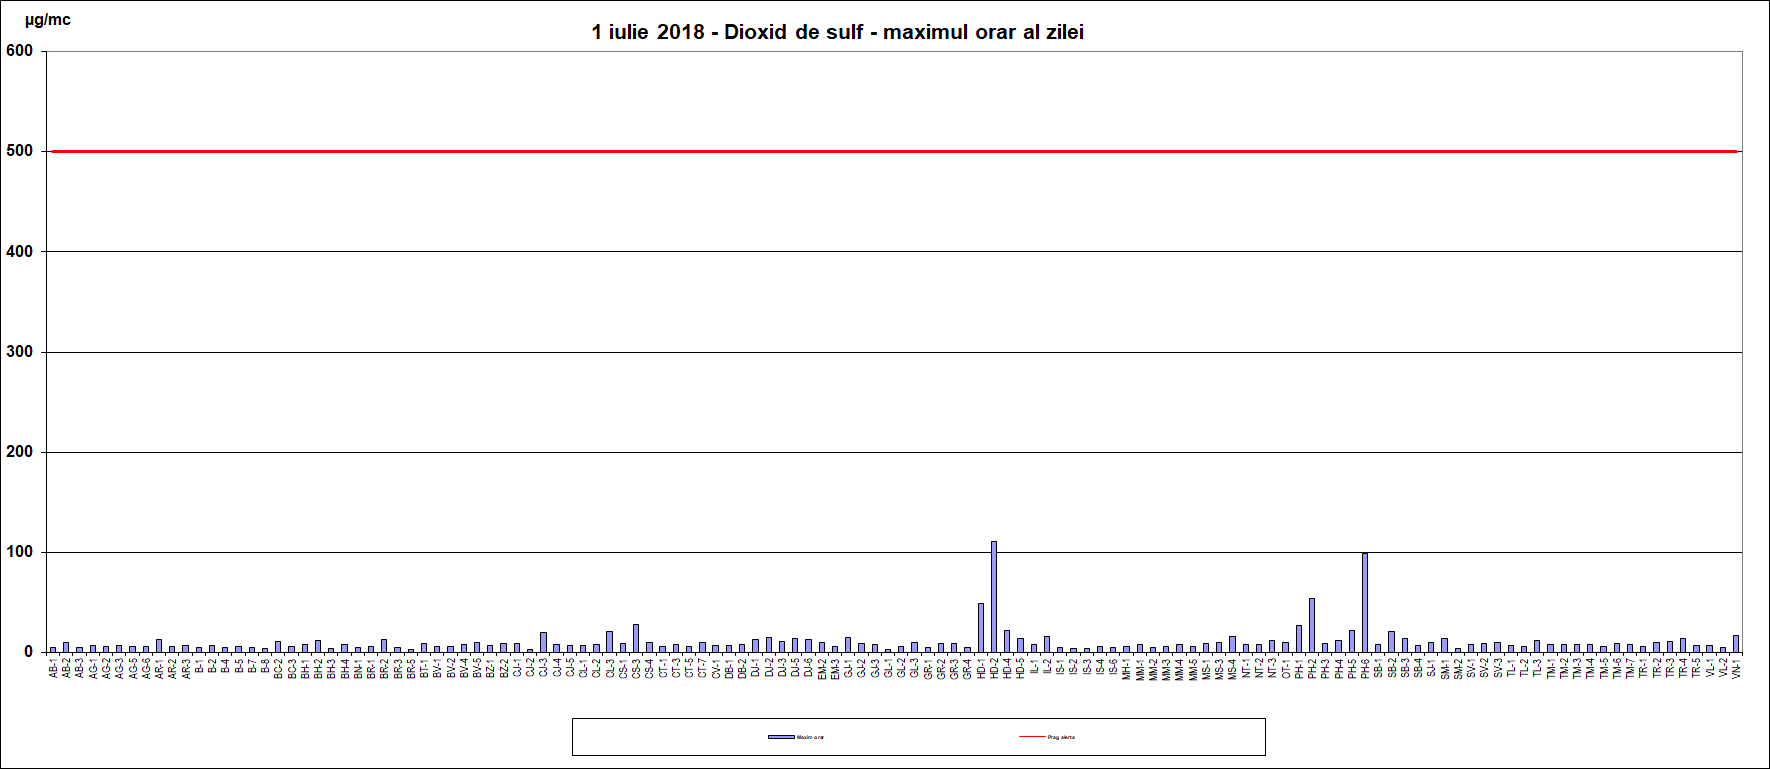 µg/mc
1 iulie 2018 - Dioxid de sulf - maximul orar al zilei
600
500
400
300
200
100
0
AB-1 AB-2 AB-3 AG-1 AG-2 AG-3 AG-5 AG-6 AR-1 AR-2 AR-3 B-1 B-2 B-4 B-5 B-7 B-8 BC-2 BC-3 BH-1 BH-2 BH-3 BH-4 BN-1 BR-1 BR-2 BR-3 BR-5 BT-1 BV-1 BV-2 BV-4 BV-5 BZ-1 BZ-2 CJ-1 CJ-2 CJ-3 CJ-4 CJ-5 CL-1 CL-2 CL-3 CS-1 CS-3 CS-4 CT-1 CT-3 CT-5 CT-7 CV-1 DB-1 DB-2 DJ-1 DJ-2 DJ-3 DJ-5 DJ-6 EM-2 EM-3 GJ-1 GJ-2 GJ-3 GL-1 GL-2 GL-3 GR-1 GR-2 GR-3 GR-4 HD-1 HD-2 HD-4 HD-5 IL-1 IL-2 IS-1 IS-2 IS-3 IS-4 IS-6 MH-1 MM-1 MM-2 MM-3 MM-4 MM-5 MS-1 MS-3 MS-4 NT-1 NT-2 NT-3 OT-1 PH-1 PH-2 PH-3 PH-4 PH-5 PH-6 SB-1 SB-2 SB-3 SB-4 SJ-1 SM-1 SM-2 SV-1 SV-2 SV-3 TL-1 TL-2 TL-3 TM-1 TM-2 TM-3 TM-4 TM-5 TM-6 TM-7 TR-1 TR-2 TR-3 TR-4 TR-5 VL-1 VL-2 VN-1
Maxim orar Prag alerta